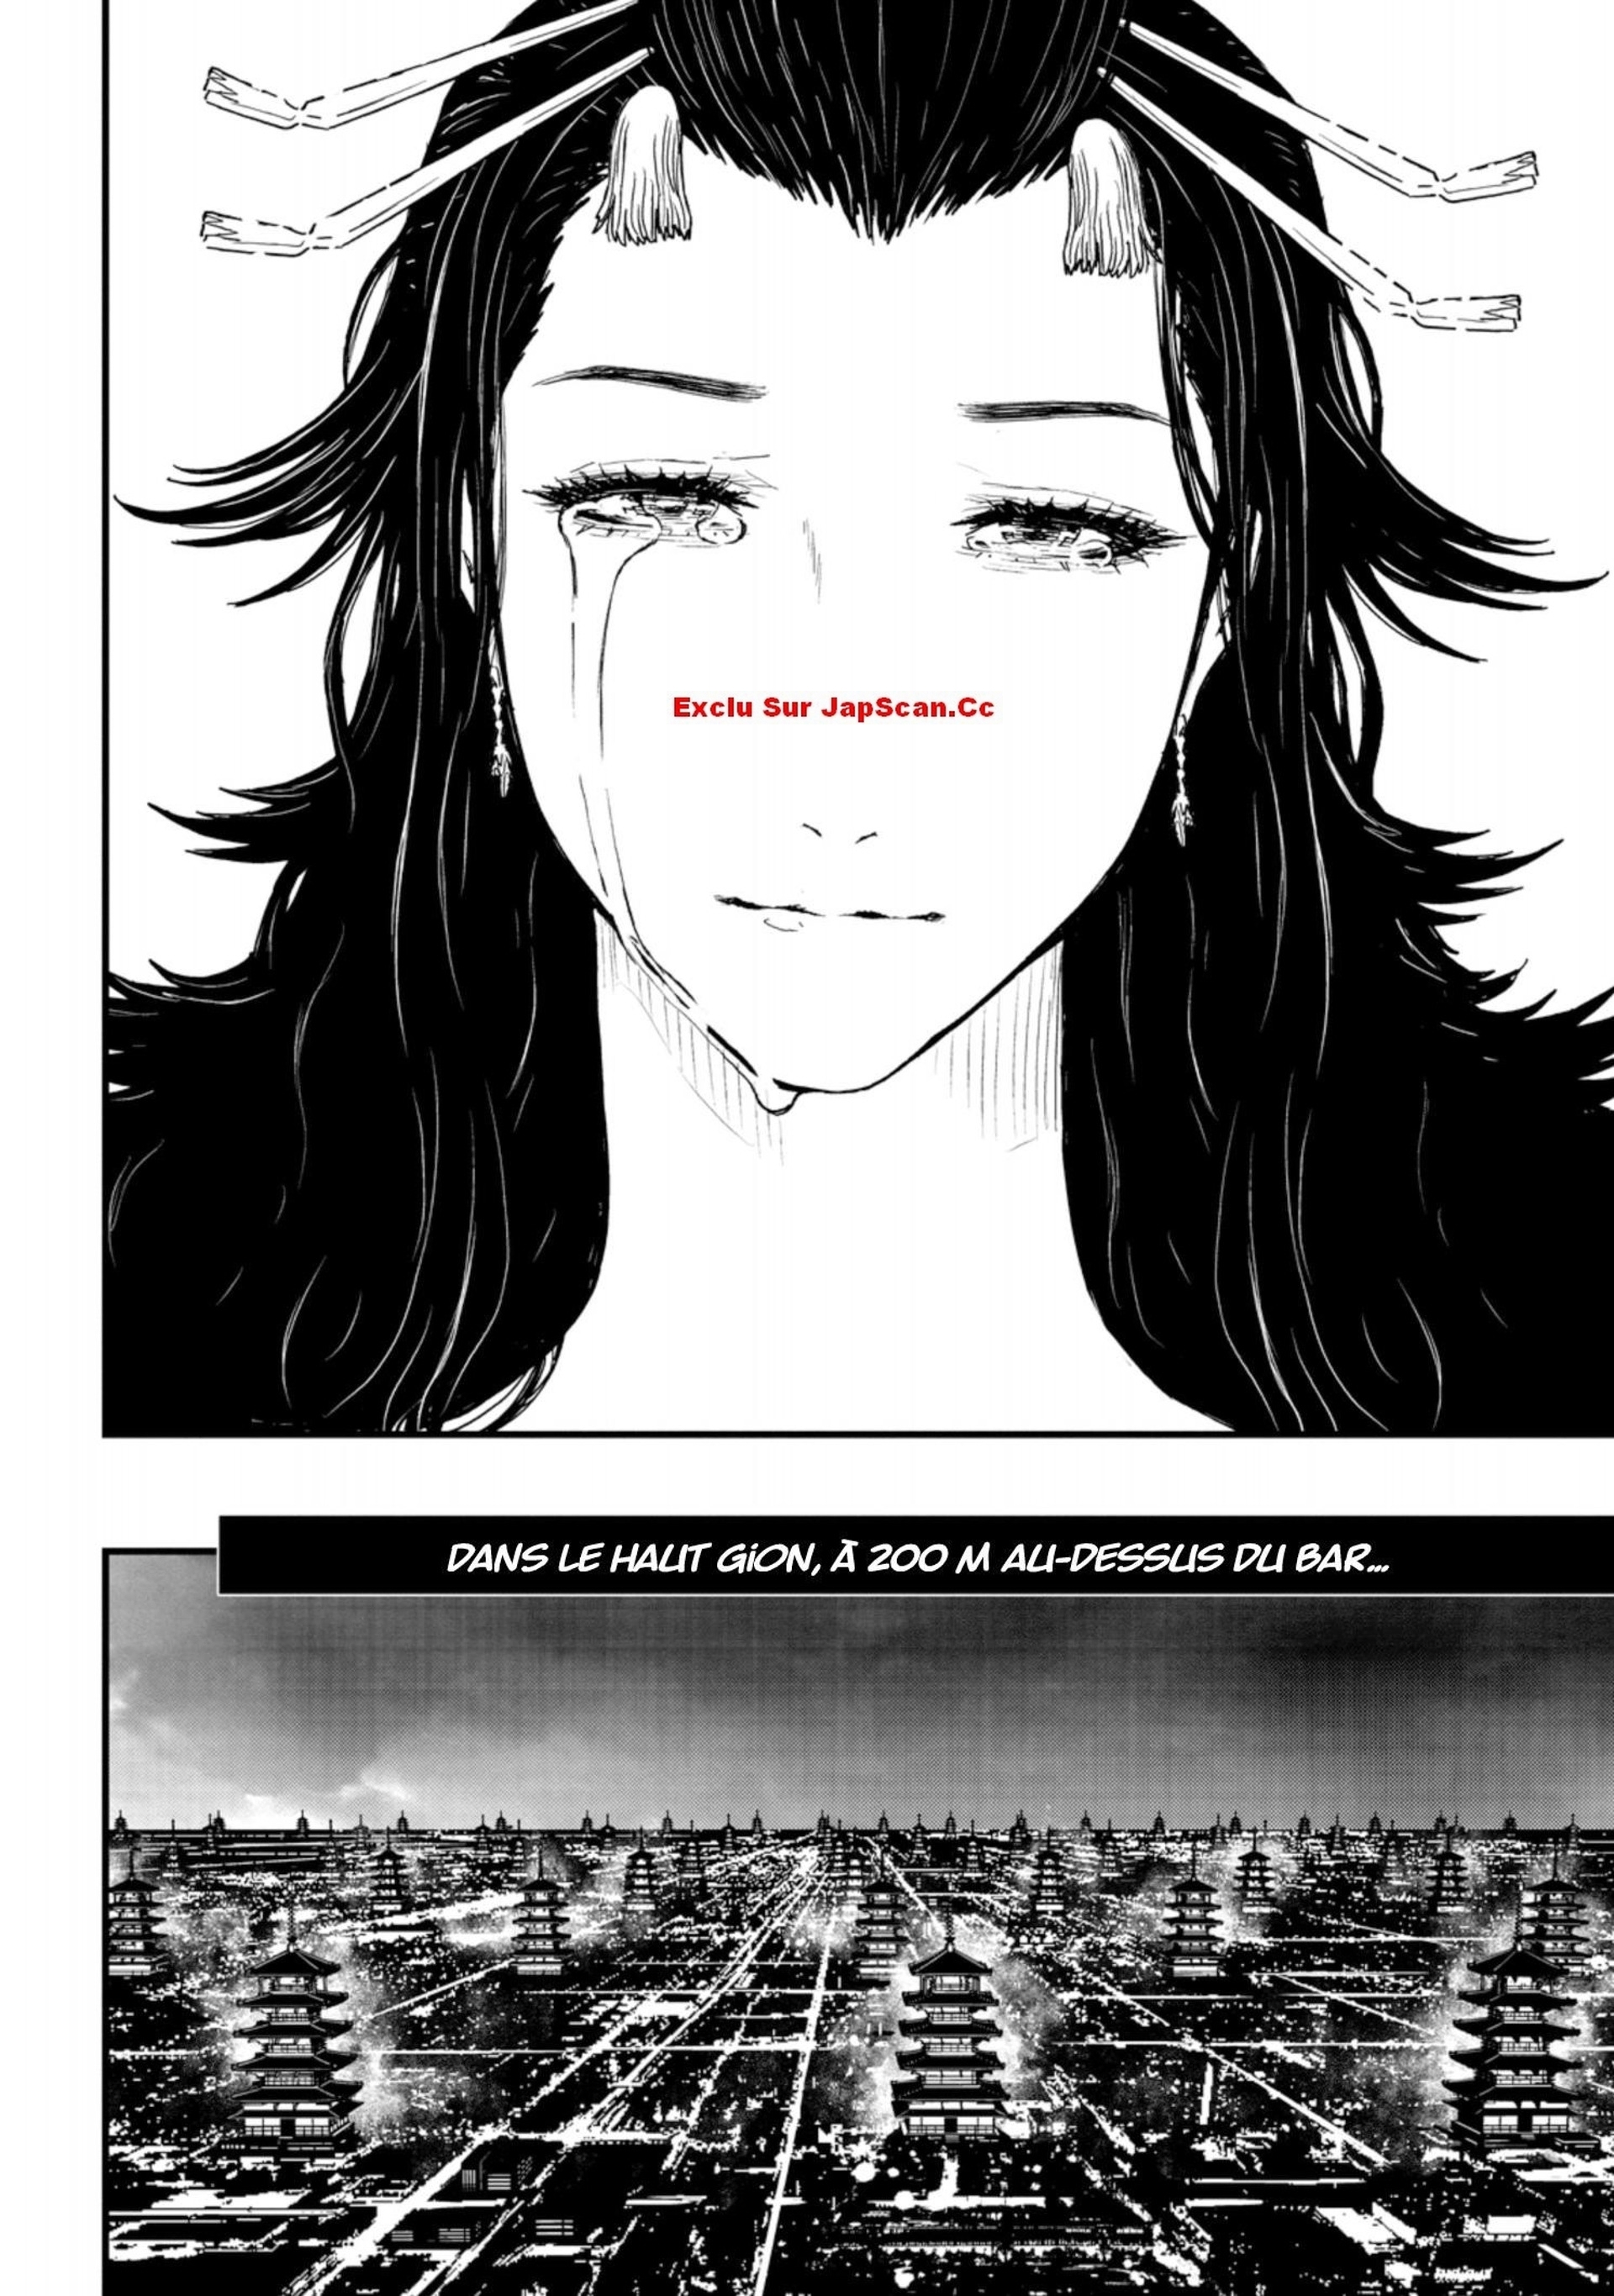 Exclu Sur JapScan.Cc
DANS LE HAUT GION, À 200 M AU-DESSUS DU BAR...